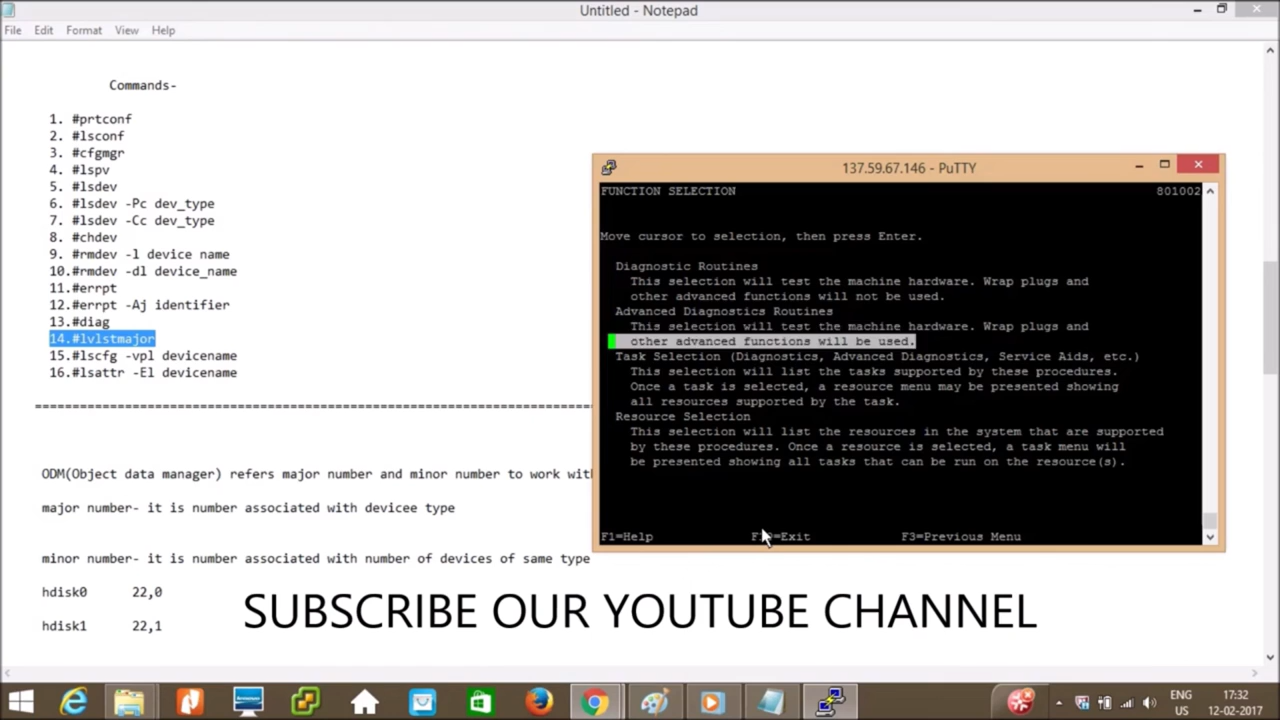 Untitled - Notepad
File Edit Format View Help
Commands-
1. #prtconf
2. #lsconf
3. #cfgmgr
4. #lspv
5. #lsdev
6. #lsdev -Pc dev_type
7. #lsdev -Cc dev_type
8. #chdev
9. #rmdev -l device name
10.#rmdev -dl device_name
11.#errpt
12.#errpt -Aj identifier
13.#diag
14.#lvlstmajor
15.#lscfg -vpl devicename
16.#lsattr -El devicename
================================================================================
ODM(Object data manager) refers major number and minor number to work with
major number- it is number associated with devicee type
minor number- it is number associated with number of devices of same type
hdisk0 22,0
hdisk1 22,1
137.59.67.146 - PuTTY
FUNCTION SELECTION 801002
Move cursor to selection, then press Enter.
Diagnostic Routines
This selection will test the machine hardware. Wrap plugs and
other advanced functions will not be used.
Advanced Diagnostics Routines
This selection will test the machine hardware. Wrap plugs and
other advanced functions will be used.
Task Selection (Diagnostics, Advanced Diagnostics, Service Aids, etc.)
This selection will list the tasks supported by these procedures.
Once a task is selected, a resource menu may be presented showing
all resources supported by the task.
Resource Selection
This selection will list the resources in the system that are supported
by these procedures. Once a resource is selected, a task menu will
be presented showing all tasks that can be run on the resource(s).
F1=Help F10=Exit F3=Previous Menu
SUBSCRIBE OUR YOUTUBE CHANNEL
ENG 17:32
US 12-02-2017